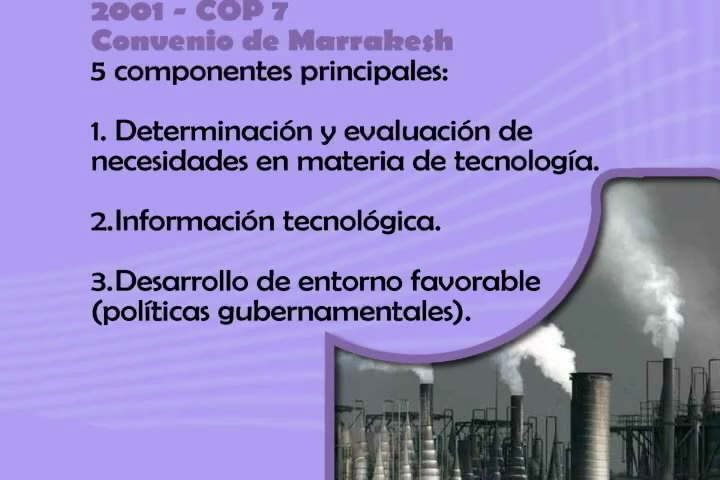 2001 - COP 7
Convenio de Marrakesh
5 componentes principales:
1. Determinación y evaluación de
necesidades en materia de tecnología.
2.Información tecnológica.
3.Desarrollo de entorno favorable
(políticas gubernamentales).